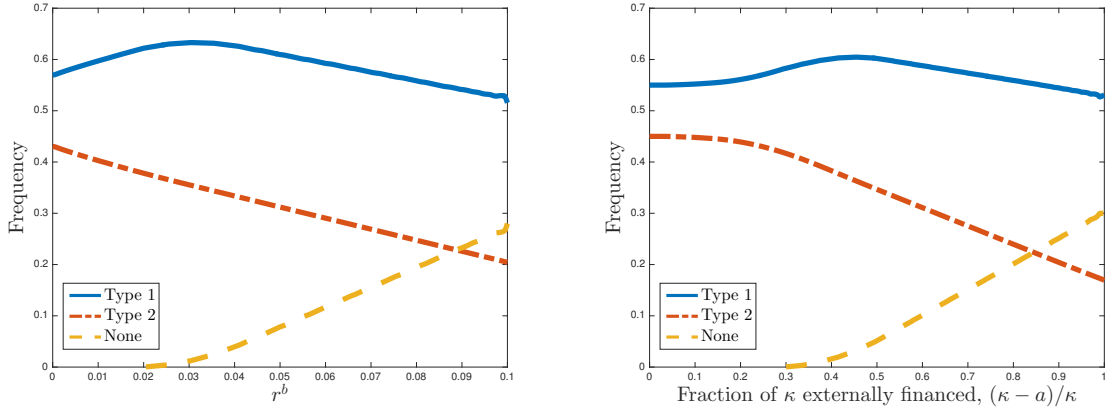 0.7
0.6
0.5
0.4
0.3
0.2
0.1
0
Frequency
Type 1
Type 2
None
0 0.01 0.02 0.03 0.04 0.05 0.06 0.07 0.08 0.09 0.1
r^b
0.7
0.6
0.5
0.4
0.3
0.2
0.1
0
Frequency
Type 1
Type 2
None
0 0.1 0.2 0.3 0.4 0.5 0.6 0.7 0.8 0.9 1
Fraction of κ externally financed, (κ − a)/κ